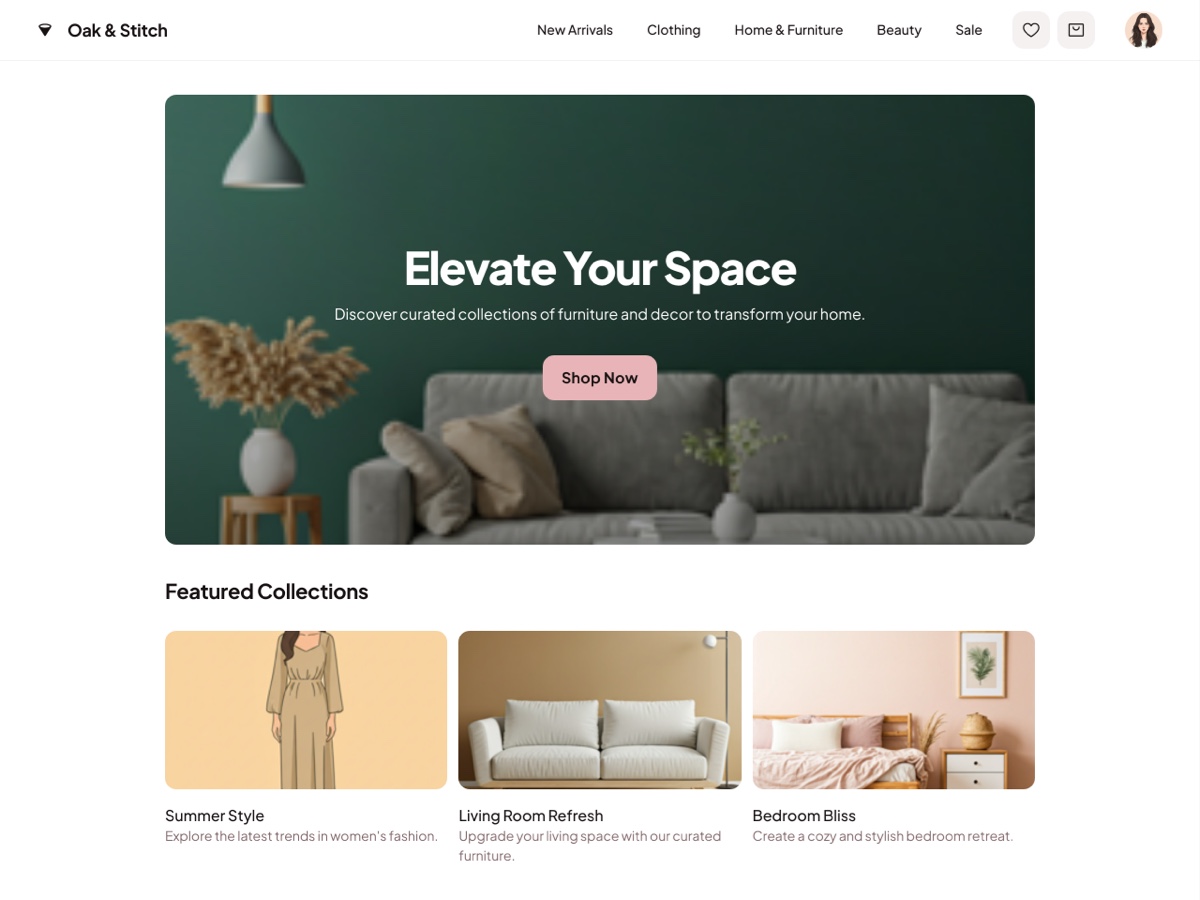 Oak & Stitch
New Arrivals
Clothing
Home & Furniture
Beauty
Sale
Elevate Your Space
Discover curated collections of furniture and decor to transform your home.
Shop Now
Featured Collections
Summer Style
Explore the latest trends in women's fashion.
Living Room Refresh
Upgrade your living space with our curated
furniture.
Bedroom Bliss
Create a cozy and stylish bedroom retreat.